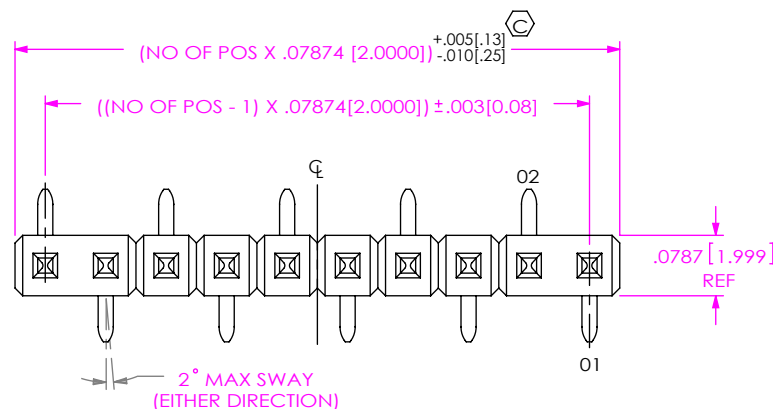 (NO OF POS X .07874 [2.0000]) +.005[.13]
-.010[.25]
C
((NO OF POS - 1) X .07874[2.0000]) ±.003[0.08]
℄
02
.0787 [1.999]
REF
01
2° MAX SWAY
(EITHER DIRECTION)